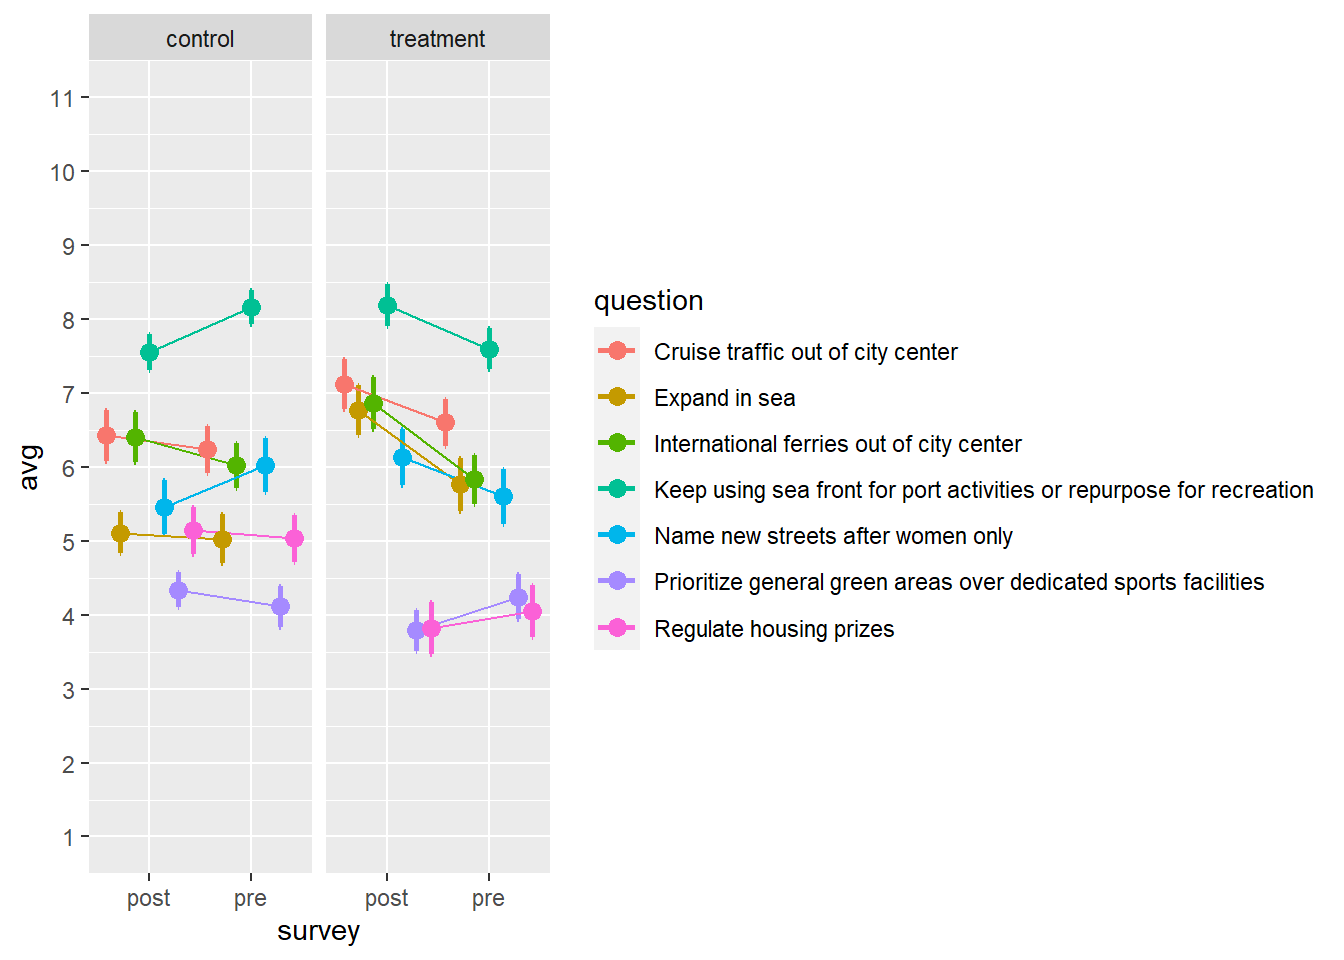 control
treatment
11
10
9
8
7
6
5
4
3
2
1
avg
post
pre
post
pre
survey
question
Cruise traffic out of city center
Expand in sea
International ferries out of city center
Keep using sea front for port activities or repurpose for recreation
Name new streets after women only
Prioritize general green areas over dedicated sports facilities
Regulate housing prizes